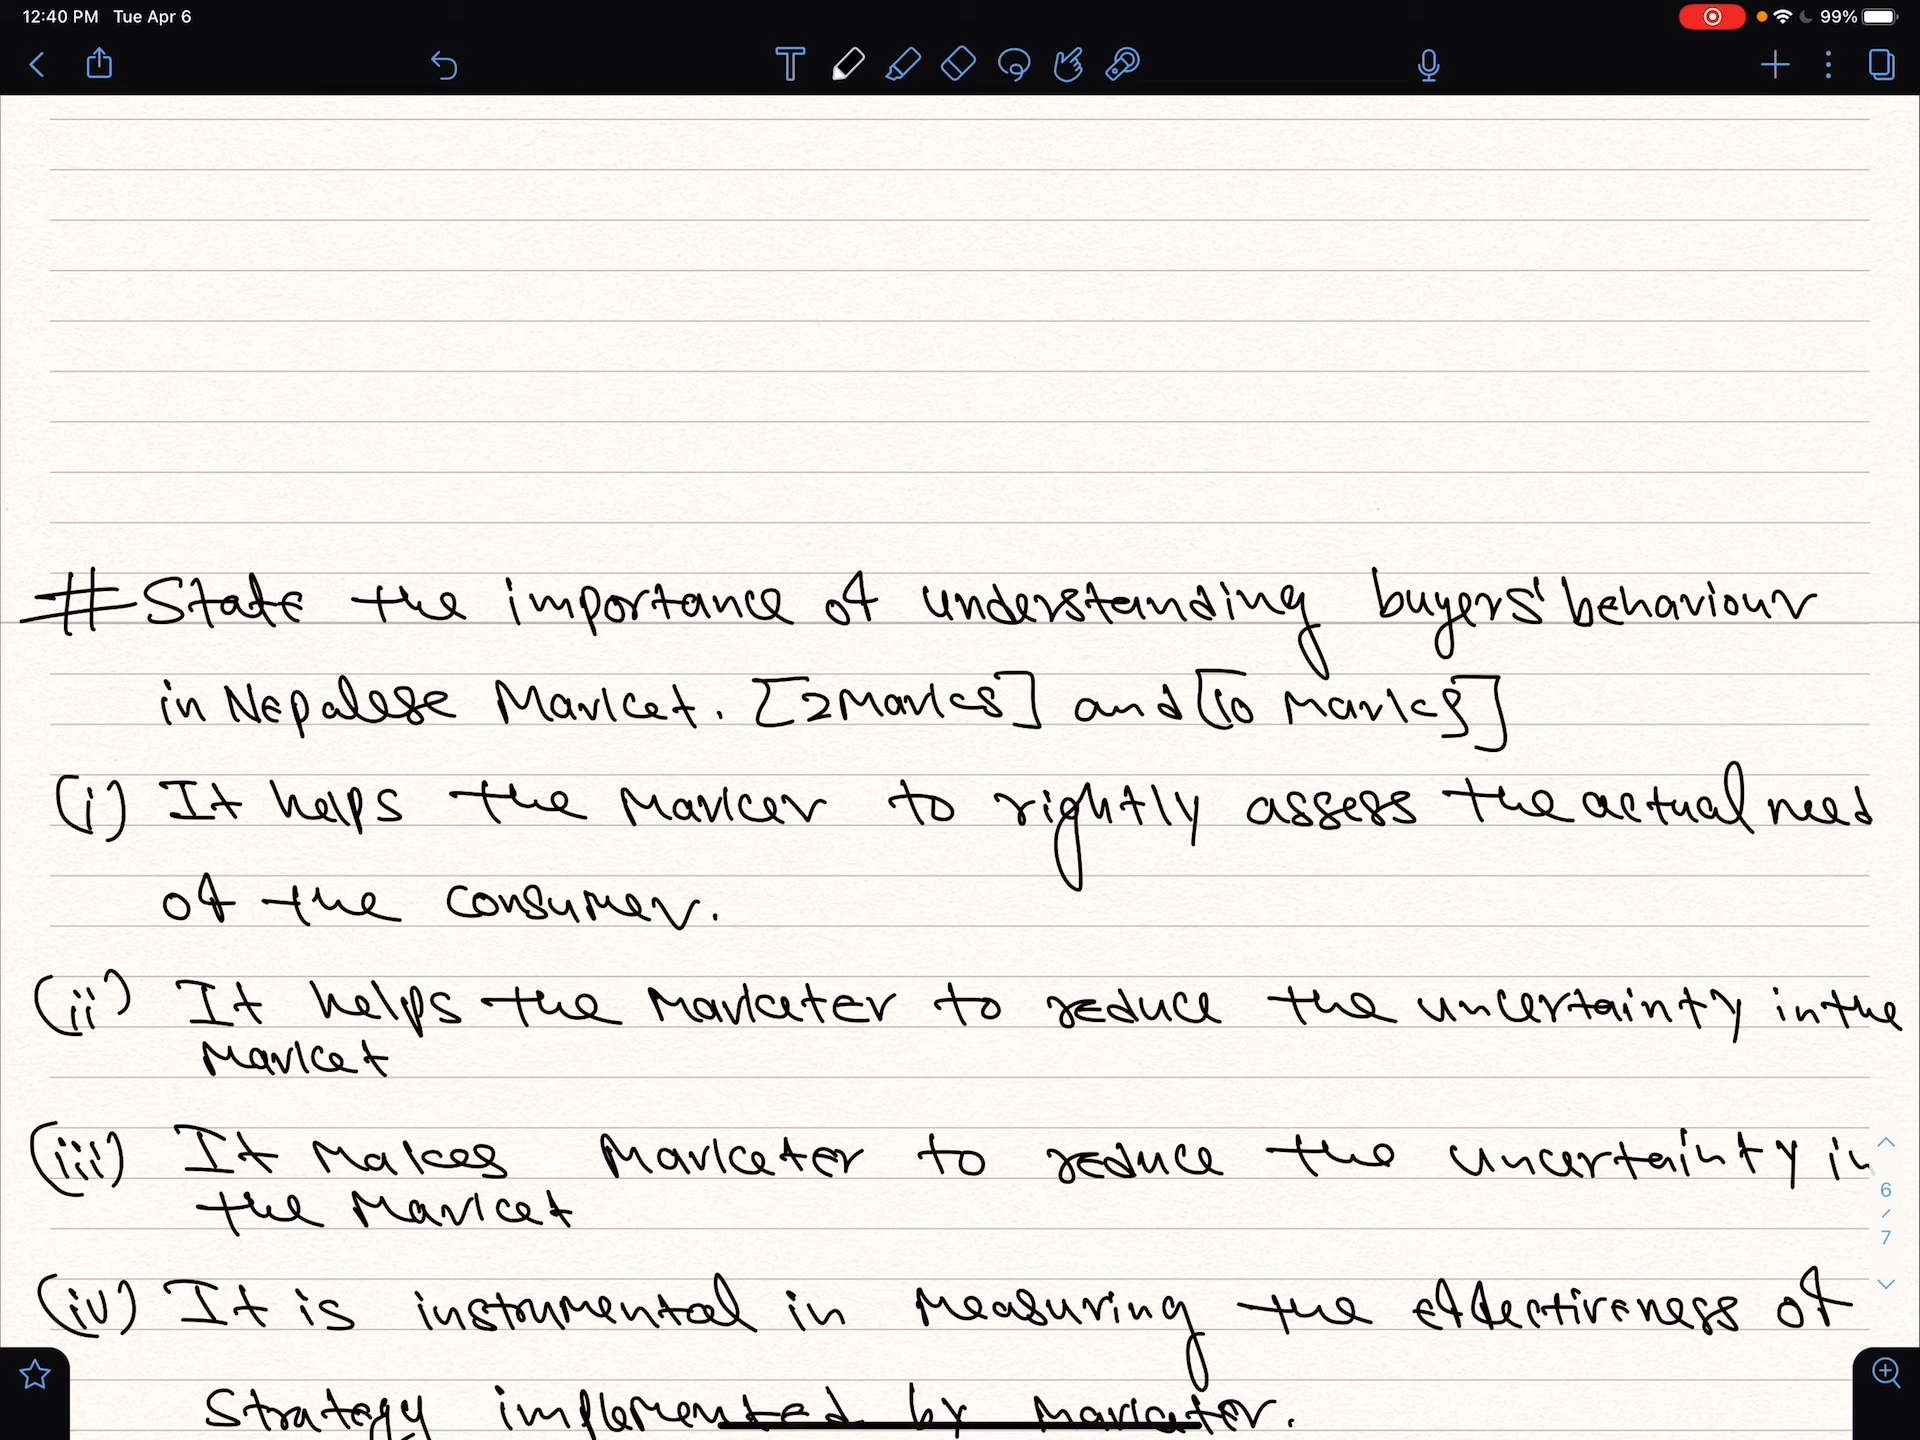 12:40 PM Tue Apr 6
99%
# State the importance of understanding buyers' behaviour
in Nepalese Market. [2 Marks] and [10 Marks]
(i) It helps the Marker to rightly assess the actual need
of the consumer.
(ii) It helps the Marketer to reduce the uncertainty in the
Market
(iii) It Makes Marketer to reduce the uncertainty in
the Market
(iv) It is instrumental in Measuring the effectiveness of
Strategy implemented by Marketer.
6
/
7